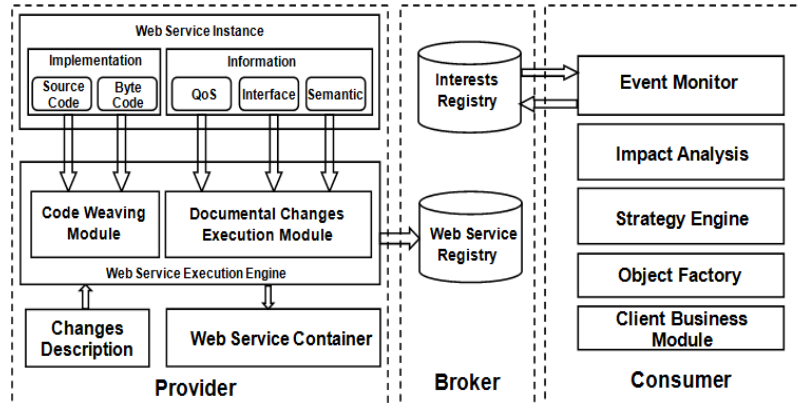 Web Service Instance
Implementation
Information
Source
Code
Byte
Code
QoS
Interface
Semantic
Code Weaving
Module
Documental Changes
Execution Module
Web Service Execution Engine
Changes
Description
Web Service Container
Provider
Interests
Registry
Web Service
Registry
Broker
Event Monitor
Impact Analysis
Strategy Engine
Object Factory
Client Business
Module
Consumer